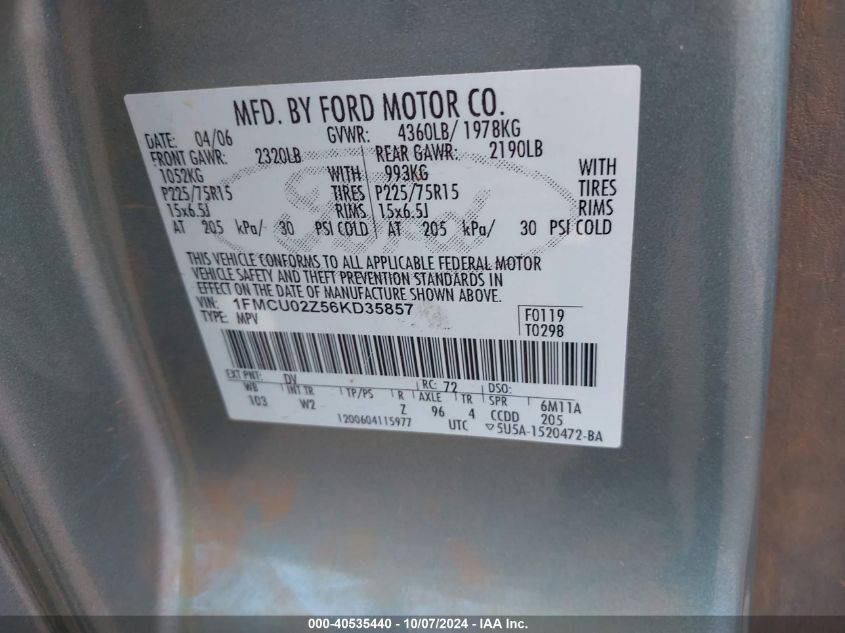 MFD. BY FORD MOTOR CO.
DATE: 04/06 GVWR: 4360LB/ 1978KG
FRONT GAWR: 2320LB REAR GAWR: 2190LB
1052KG WITH 993KG WITH
P225/75R15 TIRES P225/75R15 TIRES
15x6.5J RIMS 15x6.5J RIMS
AT 205 kPa/ 30 PSI COLD AT 205 kPa/ 30 PSI COLD
Ford
THIS VEHICLE CONFORMS TO ALL APPLICABLE FEDERAL MOTOR
VEHICLE SAFETY AND THEFT PREVENTION STANDARDS IN
EFFECT ON THE DATE OF MANUFACTURE SHOWN ABOVE.
VIN: 1FMCU02Z56KD35857 F0119
TYPE: MPV T0298
EXT PNT: DV RC: 72 DSO:
WB INT TR TP/PS R AXLE TR SPR 6M11A
103 W2 Z 96 4 CCDD 205
1200604115977 UTC ▽5U5A-1520472-BA
000-40535440 - 10/07/2024 - IAA Inc.